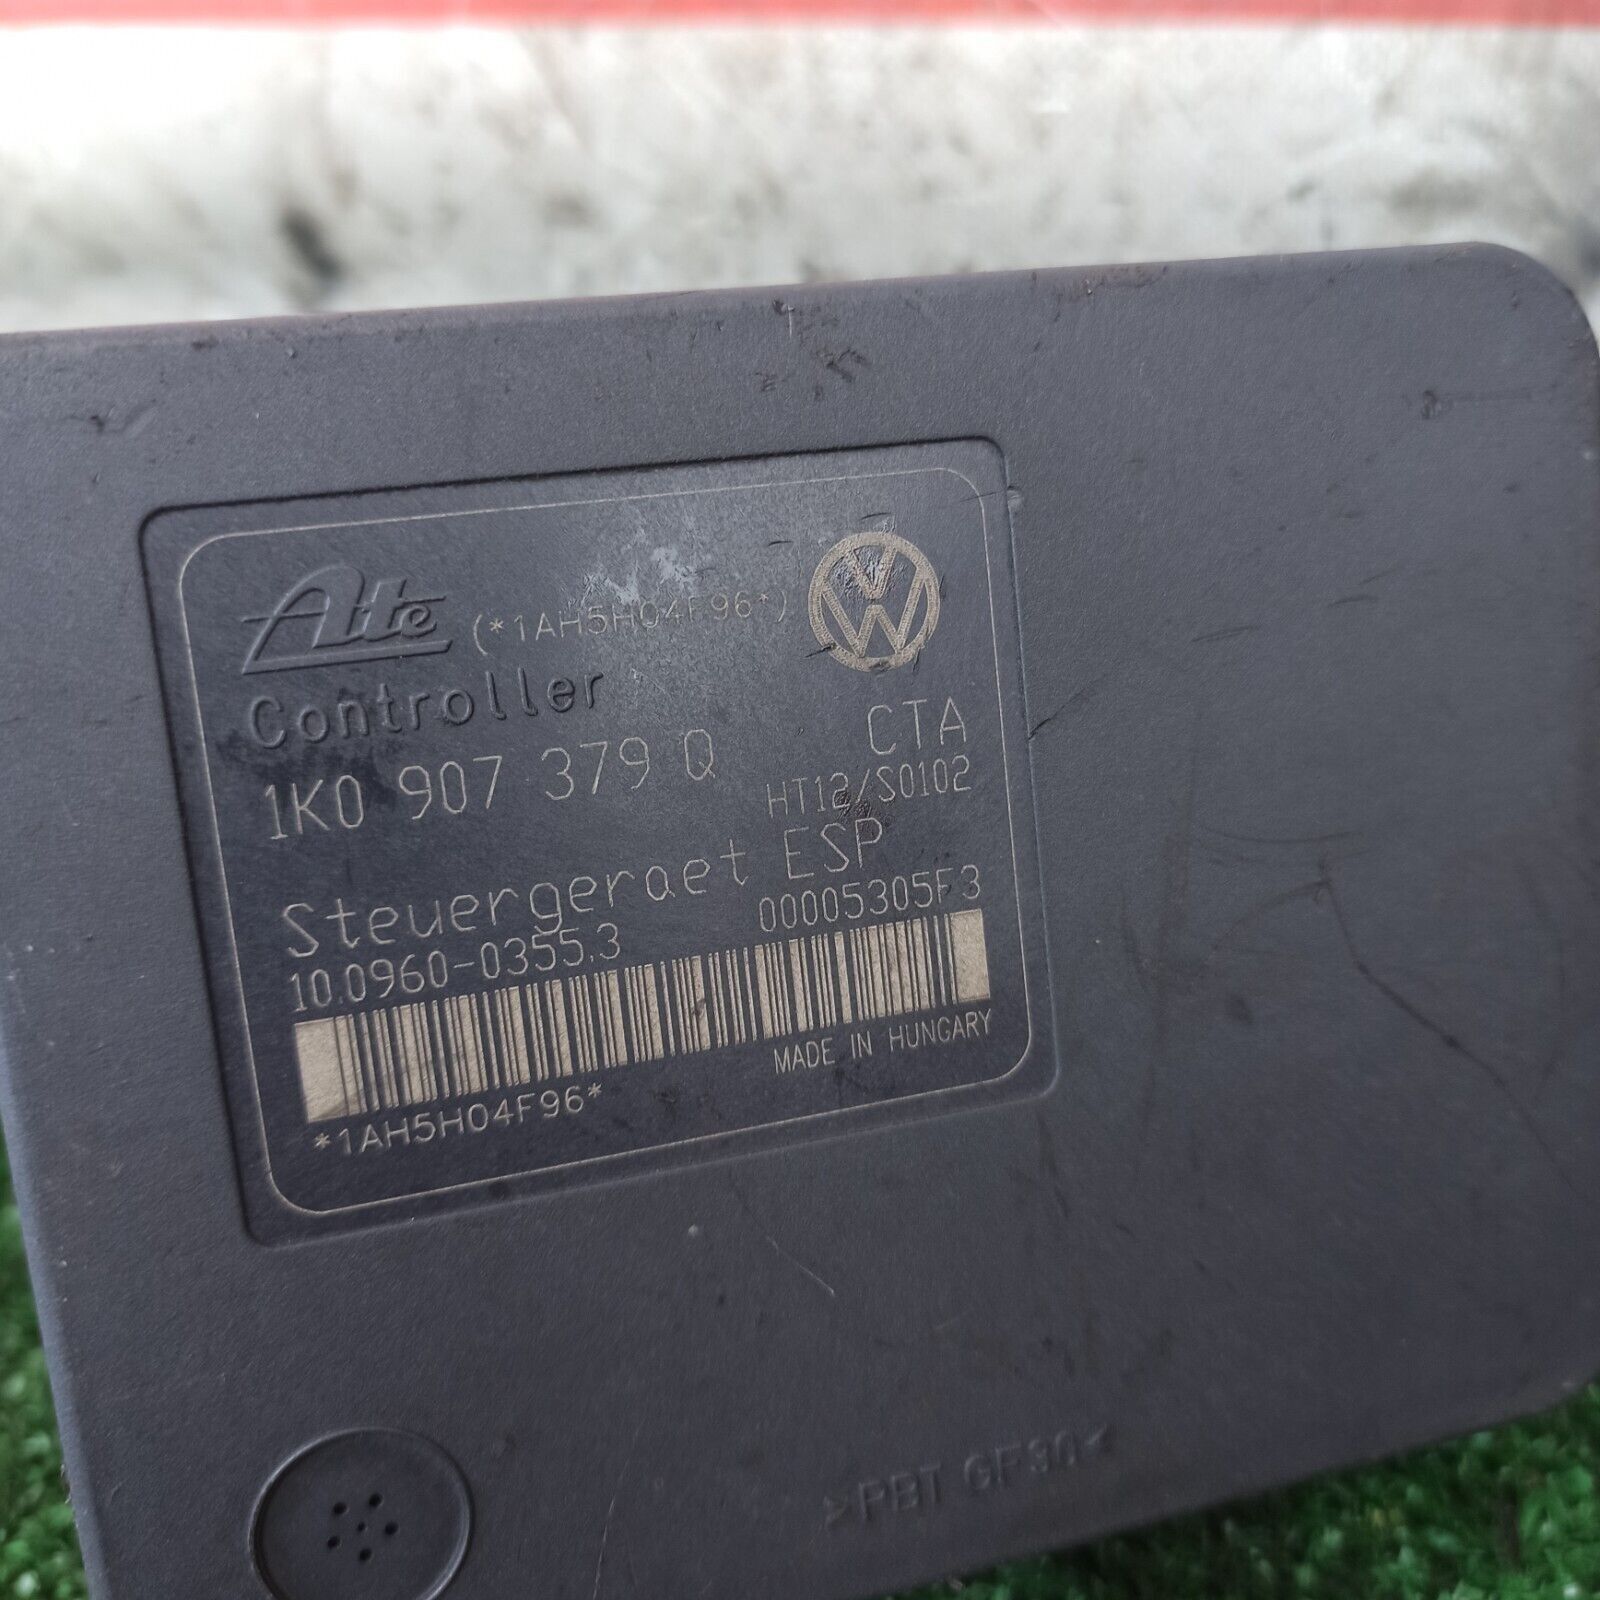 Ate (*1AH5H04F96*)
VW
Controller
1K0 907 379 Q CTA
HT12/S0102
Steuergeraet ESP
10.0960-0355.3 00005305F3
MADE IN HUNGARY
*1AH5H04F96*
>PBT GF30<